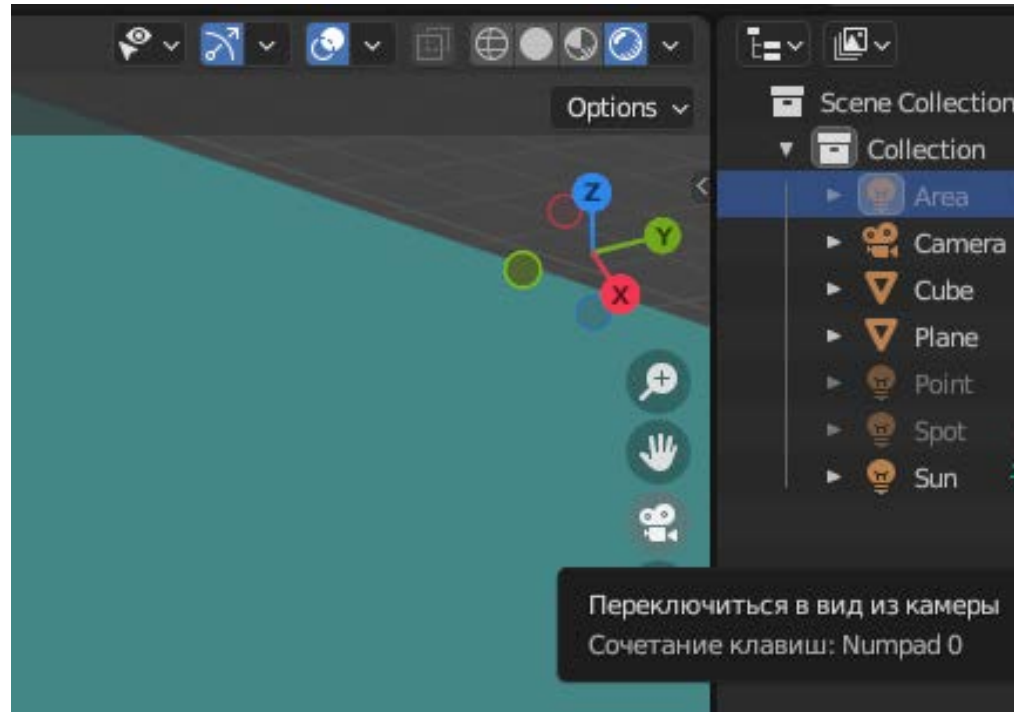 Options
Z
Y
X
Scene Collection
Collection
Area
Camera
Cube
Plane
Point
Spot
Sun
Переключиться в вид из камеры
Сочетание клавиш: Numpad 0